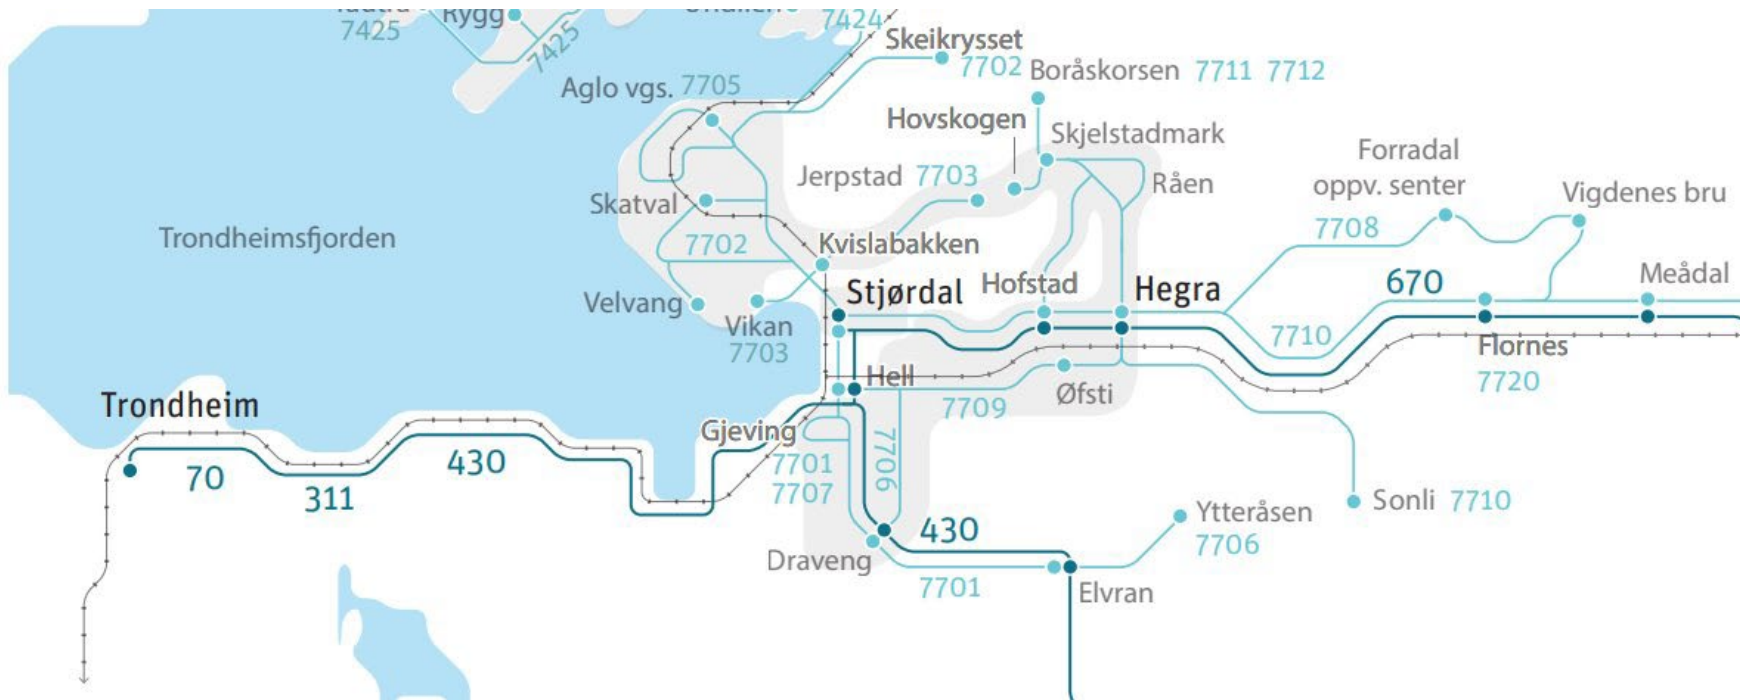 Rygg
7425
7425
7424
Skeikrysset
7702
Boråskorsen 7711 7712
Aglo vgs. 7705
Hovskogen
Skjelstadmark
Forradal
oppv. senter
Jerpstad 7703
Råen
Vigdenes bru
Skatval
7708
Trondheimsfjorden
7702
Kvislabakken
Meådal
Hofstad
Hegra
670
Stjørdal
Velvang
Vikan
7703
7710
Flornes
7720
Hell
Øfsti
7709
Trondheim
Gjeving
7706
7701
7707
70
430
311
Sonli 7710
Ytteråsen
7706
430
Draveng
7701
Elvran